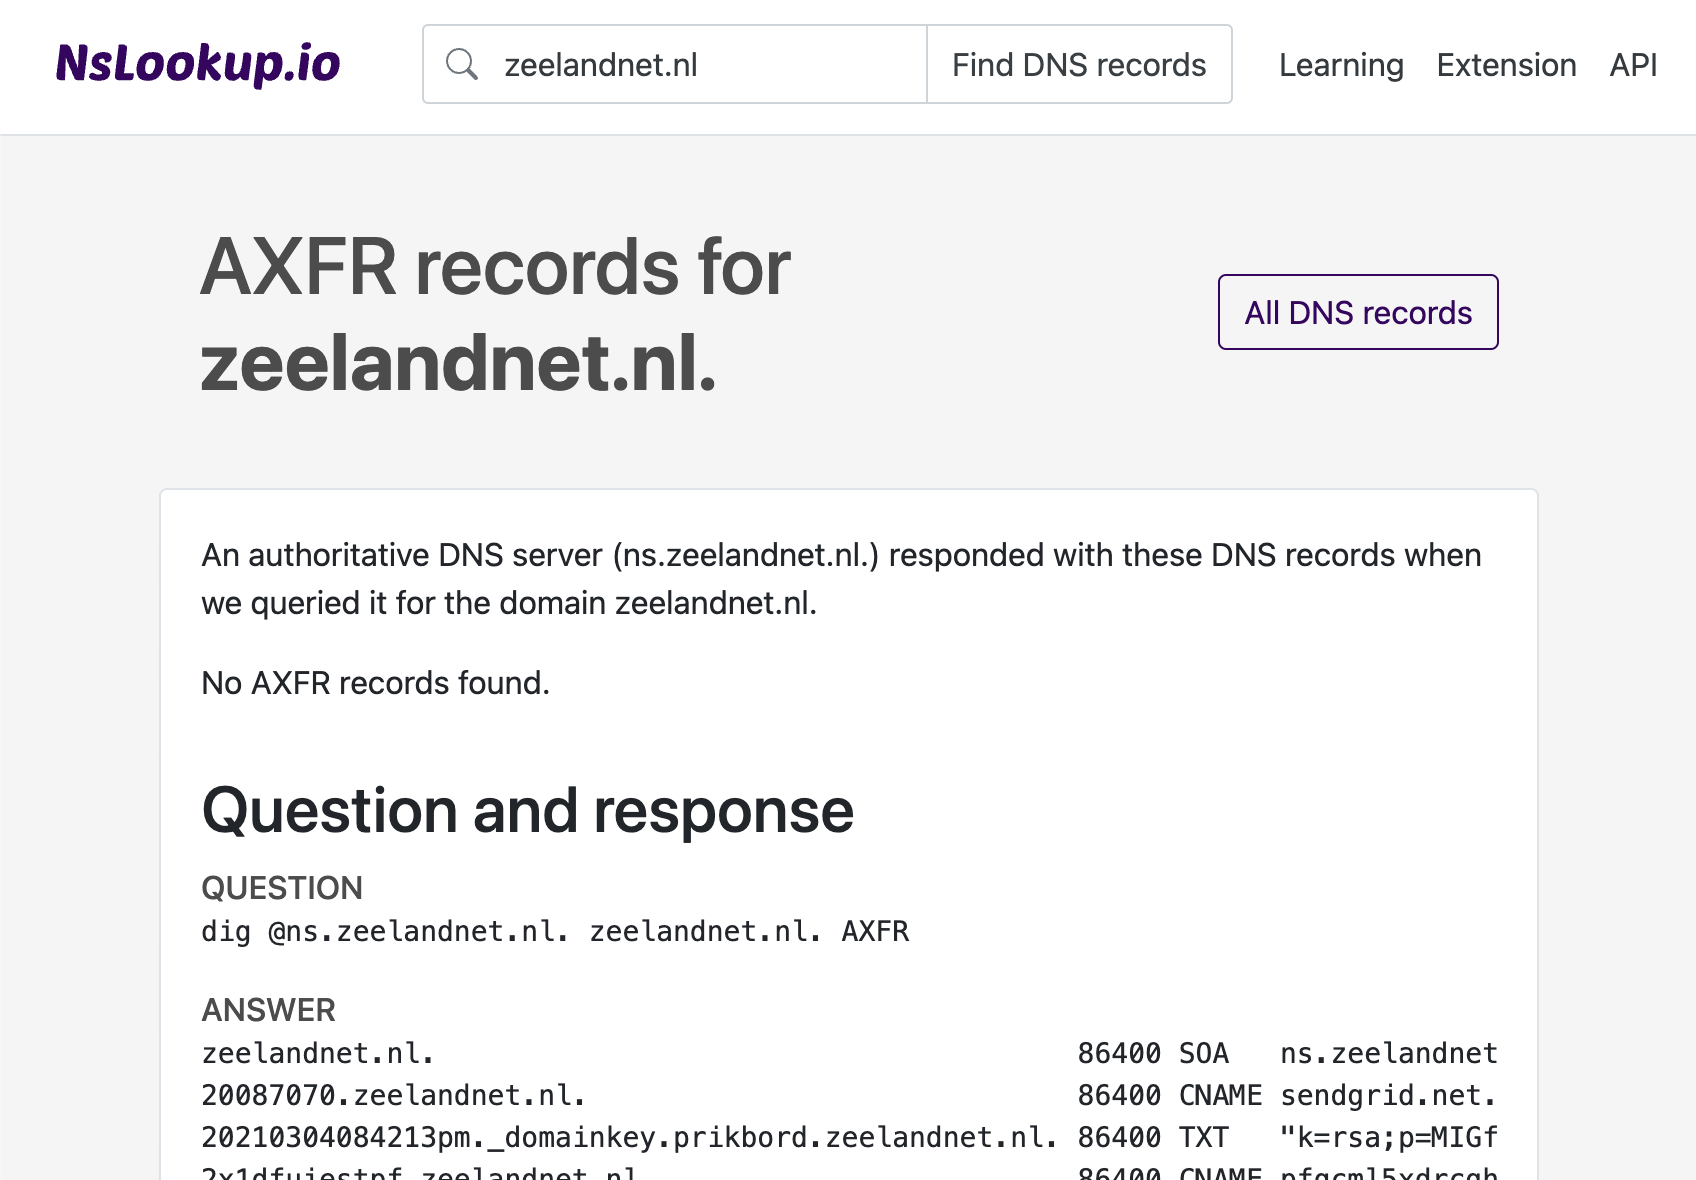 NsLookup.io
zeelandnet.nl
Find DNS records
Learning
Extension
API
AXFR records for
zeelandnet.nl.
All DNS records
An authoritative DNS server (ns.zeelandnet.nl.) responded with these DNS records when
we queried it for the domain zeelandnet.nl.
No AXFR records found.
Question and response
QUESTION
dig @ns.zeelandnet.nl. zeelandnet.nl. AXFR
ANSWER
zeelandnet.nl. 86400 SOA ns.zeelandnet
20087070.zeelandnet.nl. 86400 CNAME sendgrid.net.
20210304084213pm._domainkey.prikbord.zeelandnet.nl. 86400 TXT "k=rsa;p=MIGf
zeelandnet.nl. 86400 CNAME